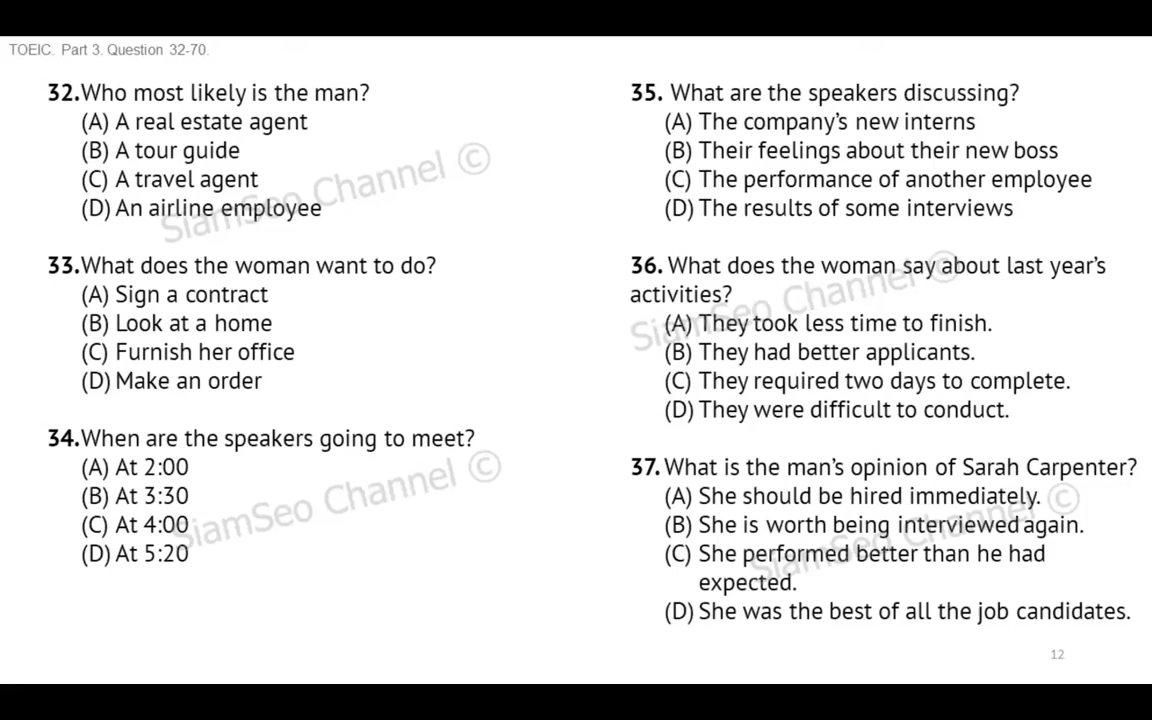 TOEIC. Part 3. Question 32-70.
32.Who most likely is the man?
(A) A real estate agent
(B) A tour guide
(C) A travel agent
(D) An airline employee
33.What does the woman want to do?
(A) Sign a contract
(B) Look at a home
(C) Furnish her office
(D) Make an order
34.When are the speakers going to meet?
(A) At 2:00
(B) At 3:30
(C) At 4:00
(D) At 5:20
SiamSeo Channel ©
SiamSeo Channel ©
35. What are the speakers discussing?
(A) The company's new interns
(B) Their feelings about their new boss
(C) The performance of another employee
(D) The results of some interviews
36. What does the woman say about last year's
activities?
(A) They took less time to finish.
(B) They had better applicants.
(C) They required two days to complete.
(D) They were difficult to conduct.
37. What is the man's opinion of Sarah Carpenter?
(A) She should be hired immediately.
(B) She is worth being interviewed again.
(C) She performed better than he had
expected.
(D) She was the best of all the job candidates.
SiamSeo Channel ©
SiamSeo Channel ©
12